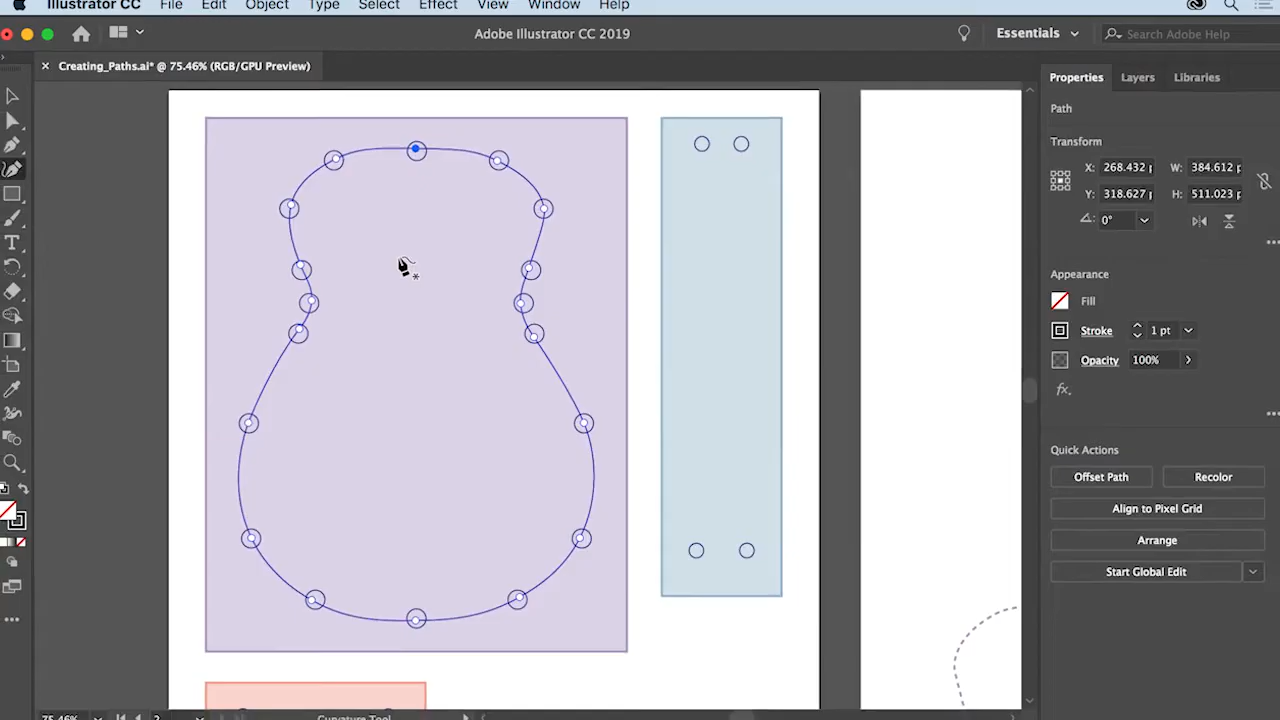 Illustrator CC File Edit Object Type Select Effect View Window Help
Adobe Illustrator CC 2019
Essentials
Search Adobe Help
× Creating_Paths.ai* @ 75.46% (RGB/GPU Preview)
Properties Layers Libraries
Path
Transform
X: 268.432 p W: 384.612 p
Y: 318.627 p H: 511.023 p
0°
Appearance
Fill
Stroke 1 pt
Opacity 100%
fx.
Quick Actions
Offset Path Recolor
Align to Pixel Grid
Arrange
Start Global Edit
75.46% 2 Curvature Tool